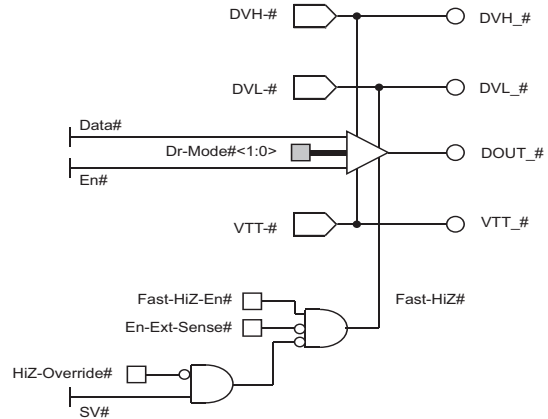 DVH-#
DVH_#
DVL-#
DVL_#
Data#
Dr-Mode#<1:0>
DOUT_#
En#
VTT-#
VTT_#
Fast-HiZ-En#
Fast-HiZ#
En-Ext-Sense#
HiZ-Override#
SV#